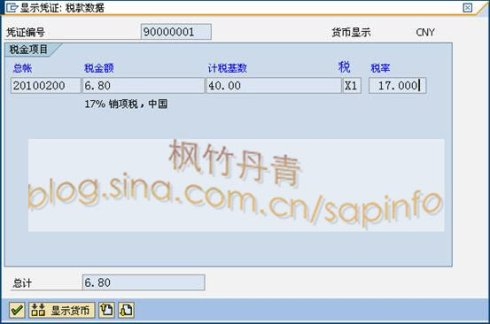 显示凭证: 税款数据
凭证编号 90000001 货币显示 CNY
税金项目
总帐 税金额 计税基数 税 税率
20100200 6.80 40.00 X1 17.000
17% 销项税，中国
枫竹丹青
blog.sina.com.cn/sapinfo
总计 6.80
显示货币